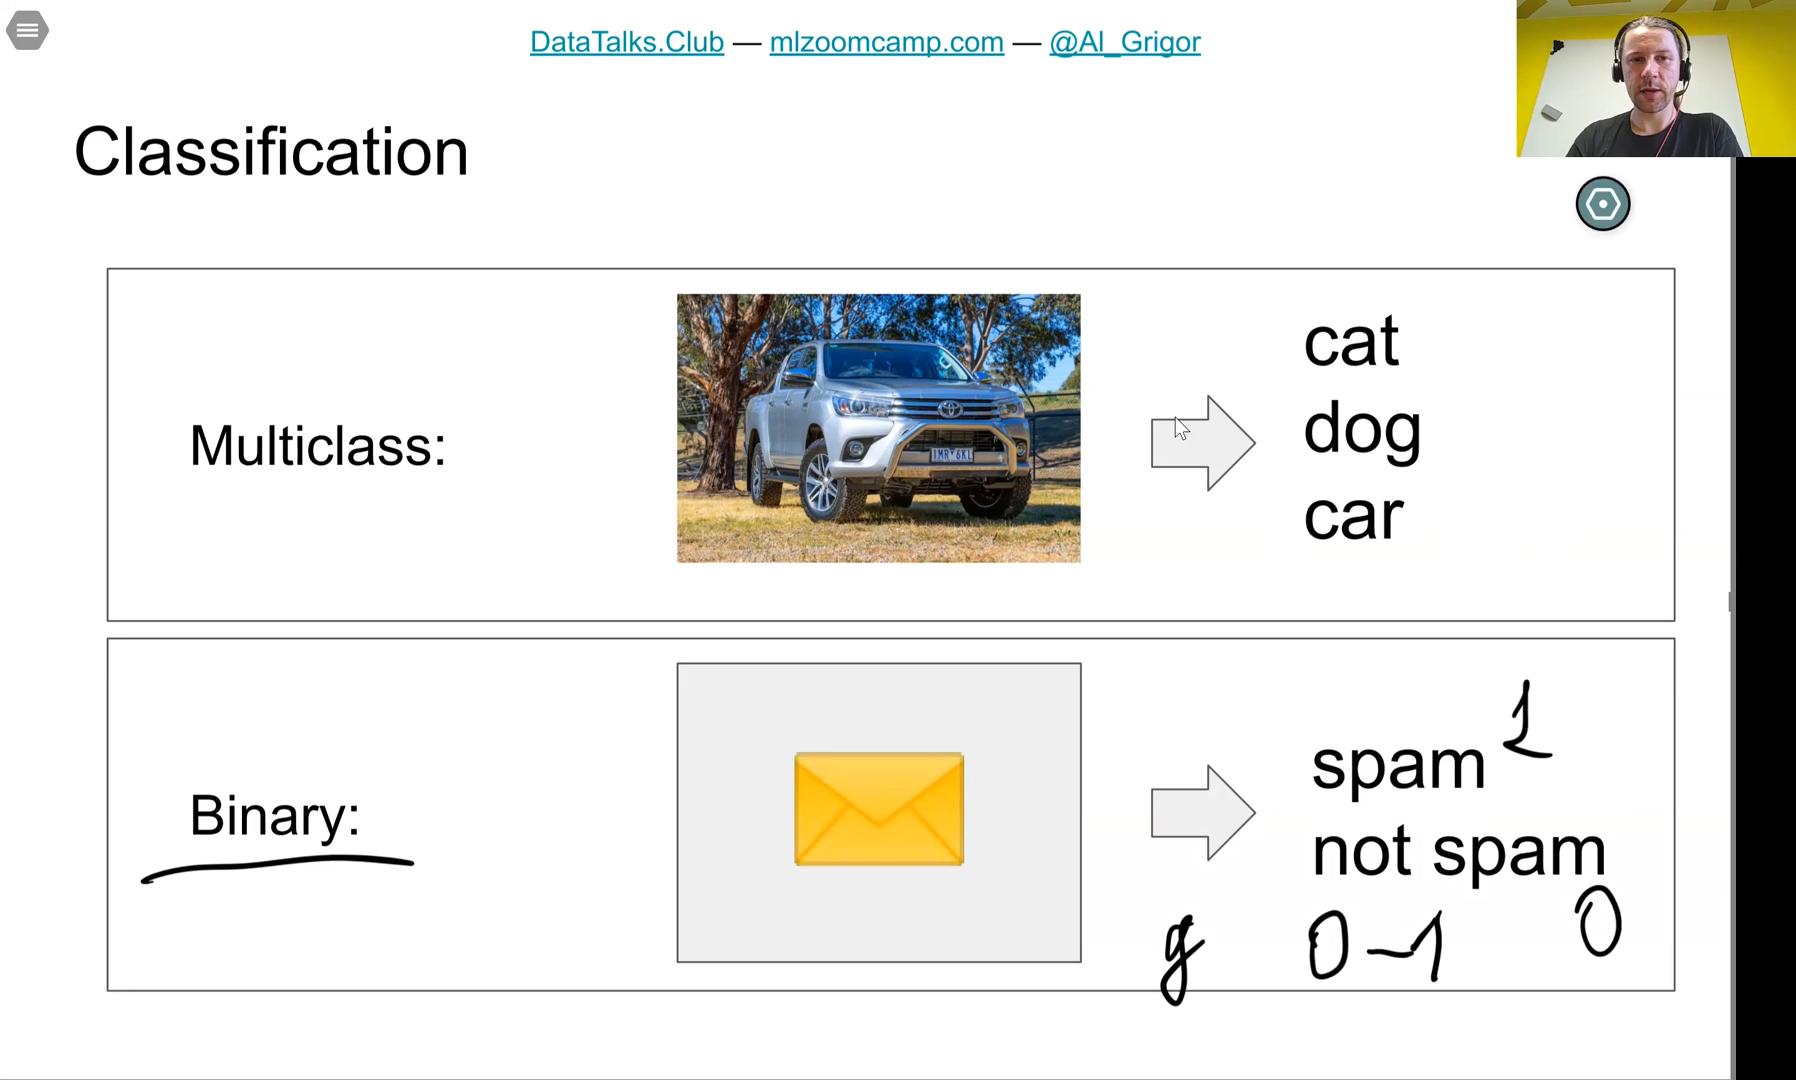 DataTalks.Club — mlzoomcamp.com — @Al_Grigor
Classification
Multiclass:
cat
dog
car
Binary:
spam 1
not spam
0
g 0-1